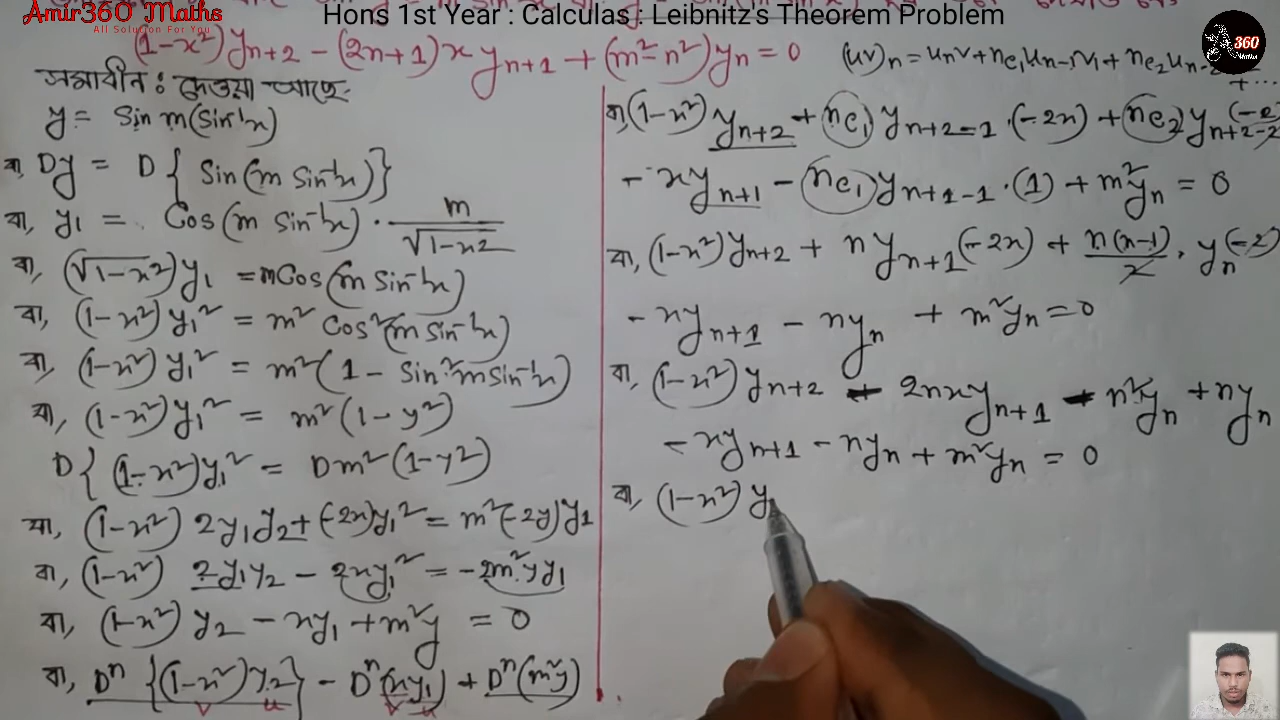 Amir360 Maths
All Solution For You
Hons 1st Year : Calculas : Leibnitz's Theorem Problem
360
(1-x²)yₙ₊₂ - (2n+1)x yₙ₊₁ + (m²-n²)yₙ = 0
(uv)ₙ = uₙv + nc₁uₙ₋₁v₁ + nc₂uₙ₋₂
+ ...
সমাধান : দেওয়া আছে,
y = Sin m(Sin⁻¹x)
বা, Dy = D{ Sin(m Sin⁻¹x)}
বা, y₁ = Cos(m Sin⁻¹x) · m/√1-x²
বা, (√1-x²)y₁ = mCos(m Sin⁻¹x)
বা, (1-x²) y₁² = m² Cos²(m Sin⁻¹x)
বা, (1-x²) y₁² = m²(1 - Sin²mSin⁻¹x)
বা, (1-x²)y₁² = m²(1-y²)
D{(1-x²)y₁² = Dm²(1-y²)
বা, (1-x²) 2y₁y₂ + (-2x)y₁² = m²(-2y)y₁
বা, (1-x²) 2y₁y₂ - 2xy₁² = -2m²yy₁
বা, (1-x²) y₂ - xy₁ + m²y = 0
বা, Dⁿ {(1-x²)y₂} - Dⁿ(xy₁) + Dⁿ(m²y)
v u v u
বা, (1-x²) yₙ₊₂ + nc₁ yₙ₊₂₋₁ ·(-2x) + nc₂ yₙ₊₂₋₂ (-2)
- xyₙ₊₁ - nc₁ yₙ₊₁₋₁ ·(1) + m²yₙ = 0
বা, (1-x²)yₙ₊₂ + n yₙ₊₁(-2x) + n(n-1)/2 · yₙ(-2)
- xyₙ₊₁ - nyₙ + m²yₙ = 0
বা, (1-x²)yₙ₊₂ - 2nxyₙ₊₁ - n²yₙ + nyₙ
- xyₙ₊₁ - nyₙ + m²yₙ = 0
বা, (1-x²) y